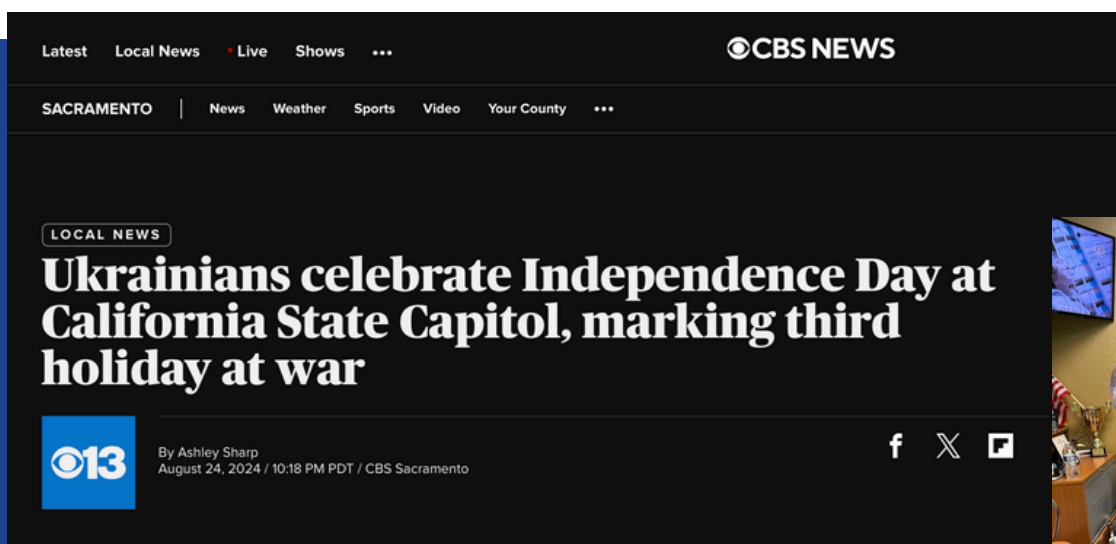 Latest Local News Live Shows •••
CBS NEWS
SACRAMENTO | News Weather Sports Video Your County •••
LOCAL NEWS
Ukrainians celebrate Independence Day at
California State Capitol, marking third
holiday at war
13
By Ashley Sharp
August 24, 2024 / 10:18 PM PDT / CBS Sacramento